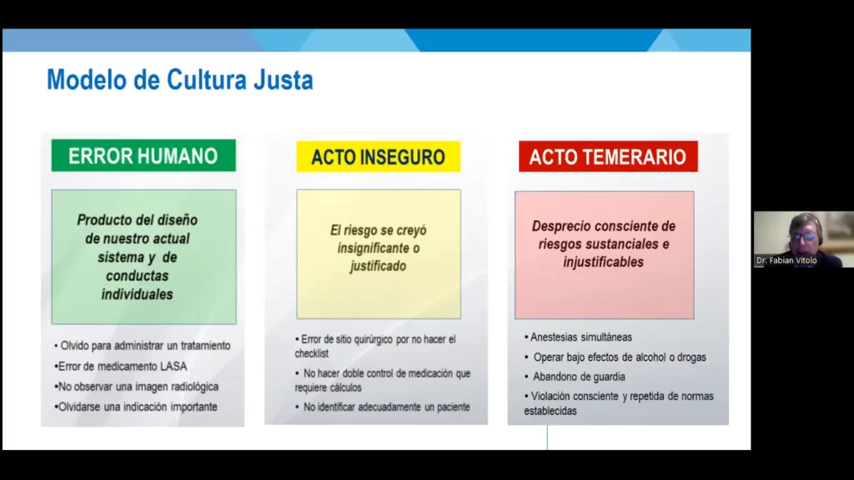 Modelo de Cultura Justa
ERROR HUMANO
Producto del diseño
de nuestro actual
sistema y de
conductas
individuales
• Olvido para administrar un tratamiento
•Error de medicamento LASA
•No observar una imagen radiológica
•Olvidarse una indicación importante
ACTO INSEGURO
El riesgo se creyó
insignificante o
justificado
• Error de sitio quirúrgico por no hacer el
checklist
• No hacer doble control de medicación que
requiere cálculos
• No identificar adecuadamente un paciente
ACTO TEMERARIO
Desprecio consciente de
riesgos sustanciales e
injustificables
• Anestesias simultáneas
• Operar bajo efectos de alcohol o drogas
• Abandono de guardia
• Violación consciente y repetida de normas
establecidas
Dr. Fabian Vitolo